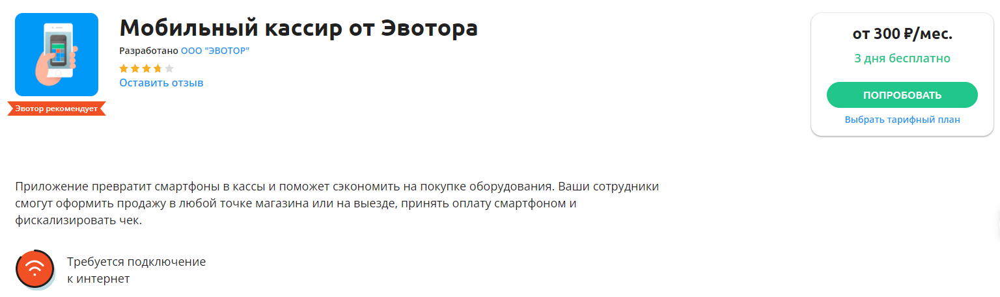 Мобильный кассир от Эвотора
Разработано ООО "ЭВОТОР"
Оставить отзыв
Эвотор рекомендует
от 300 ₽/мес.
3 дня бесплатно
ПОПРОБОВАТЬ
Выбрать тарифный план
Приложение превратит смартфоны в кассы и поможет сэкономить на покупке оборудования. Ваши сотрудники
смогут оформить продажу в любой точке магазина или на выезде, принять оплату смартфоном и
фискализировать чек.
Требуется подключение
к интернет